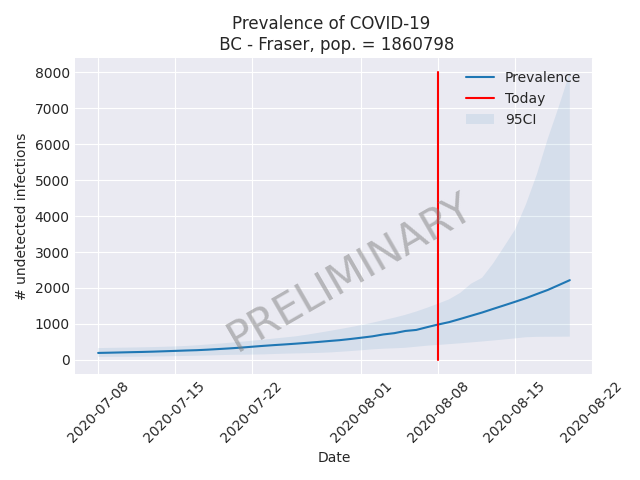 Prevalence of COVID-19
BC - Fraser, pop. = 1860798
8000
7000
6000
5000
4000
3000
2000
1000
0
# undetected infections
Prevalence
Today
95CI
PRELIMINARY
2020-07-08
2020-07-15
2020-07-22
2020-08-01
2020-08-08
2020-08-15
2020-08-22
Date